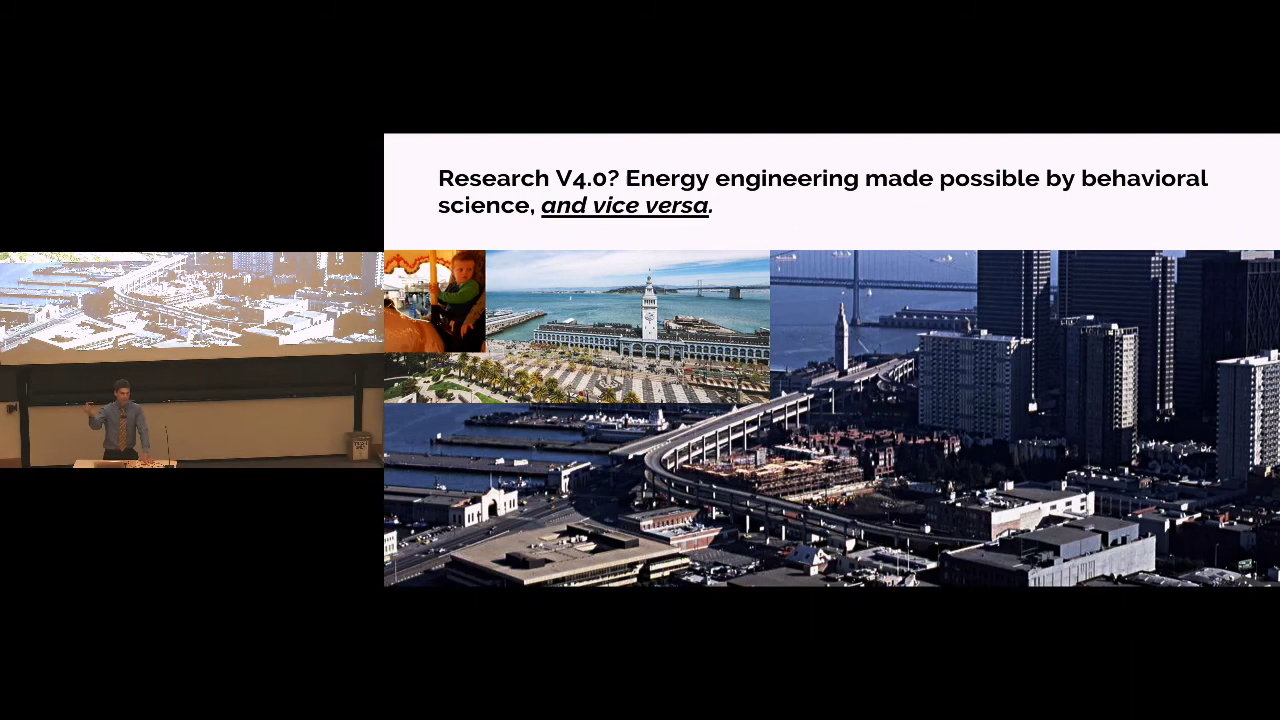 Research V4.0? Energy engineering made possible by behavioral
science, and vice versa.